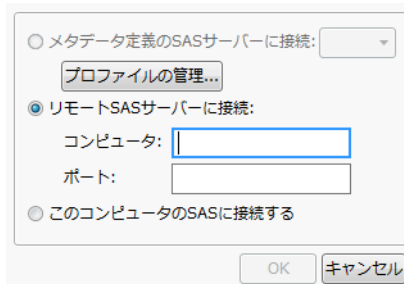 メタデータ定義のSASサーバーに接続:
プロファイルの管理...
リモートSASサーバーに接続:
コンピュータ:
ポート:
このコンピュータのSASに接続する
OK キャンセル